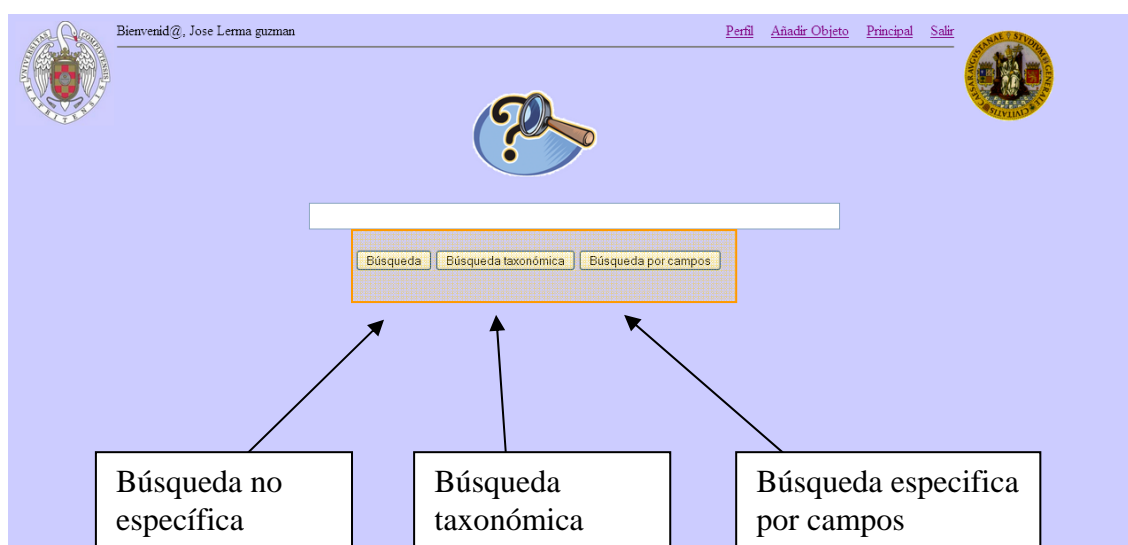 Bienvenid@, Jose Lerma guzman
Perfil Añadir Objeto Principal Salir
Búsqueda Búsqueda taxonómica Búsqueda por campos
Búsqueda no
específica
Búsqueda
taxonómica
Búsqueda especifica
por campos